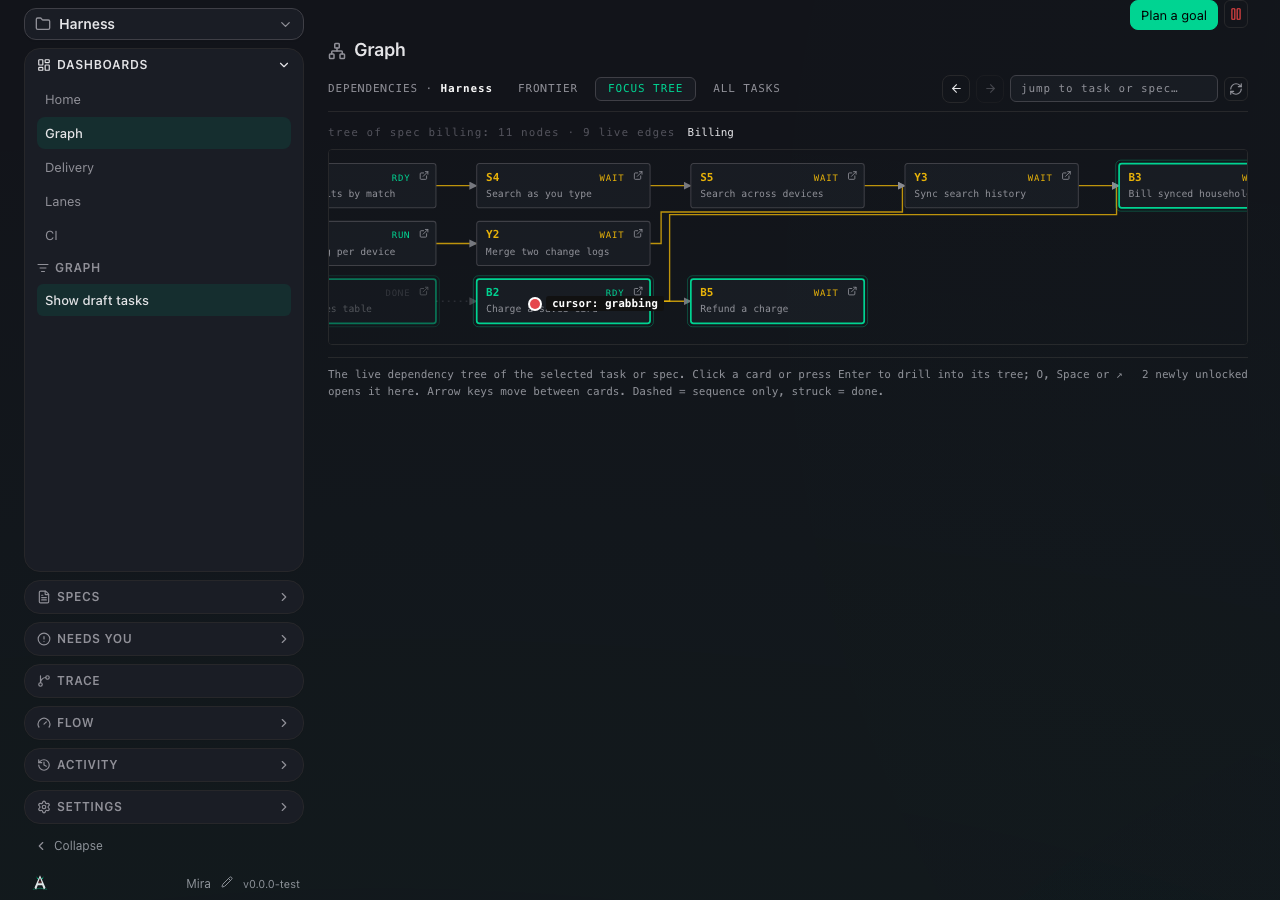 Harness
Plan a goal
DASHBOARDS
Home
Graph
Delivery
Lanes
CI
GRAPH
Show draft tasks
SPECS
NEEDS YOU
TRACE
FLOW
ACTIVITY
SETTINGS
Collapse
Mira v0.0.0-test
Graph
DEPENDENCIES · Harness FRONTIER FOCUS TREE ALL TASKS jump to task or spec…
tree of spec billing: 11 nodes · 9 live edges Billing
RDY
by match
S4 WAIT
Search as you type
S5 WAIT
Search across devices
Y3 WAIT
Sync search history
B3
Bill synced
RUN
per device
Y2 WAIT
Merge two change logs
DONE
table
B2 RDY
Charge
cursor: grabbing
B5 WAIT
Refund a charge
The live dependency tree of the selected task or spec. Click a card or press Enter to drill into its tree; O, Space or ↗ 2 newly unlocked
opens it here. Arrow keys move between cards. Dashed = sequence only, struck = done.